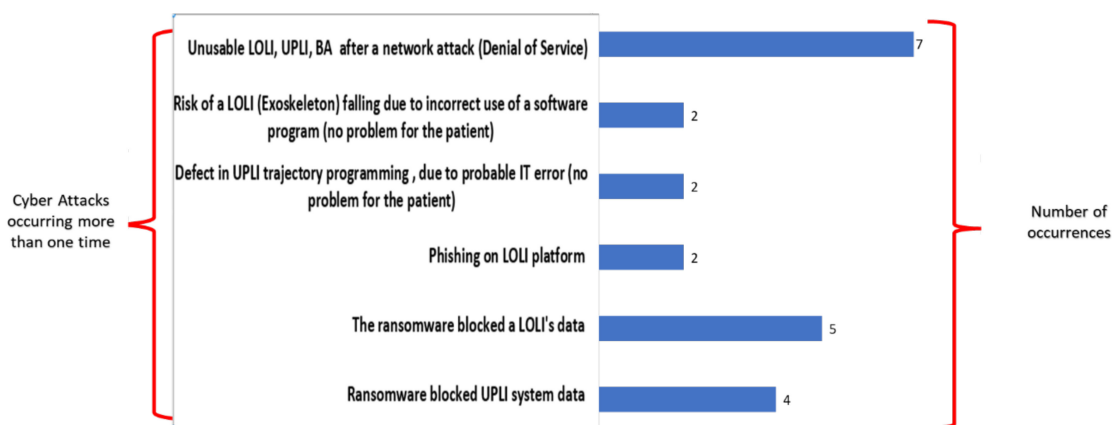 Unusable LOLI, UPLI, BA after a network attack (Denial of Service)
7
Risk of a LOLI (Exoskeleton) falling due to incorrect use of a software
program (no problem for the patient)
2
Defect in UPLI trajectory programming , due to probable IT error (no
problem for the patient)
2
Cyber Attacks
occurring more
than one time
Number of
occurrences
Phishing on LOLI platform
2
The ransomware blocked a LOLI's data
5
Ransomware blocked UPLI system data
4